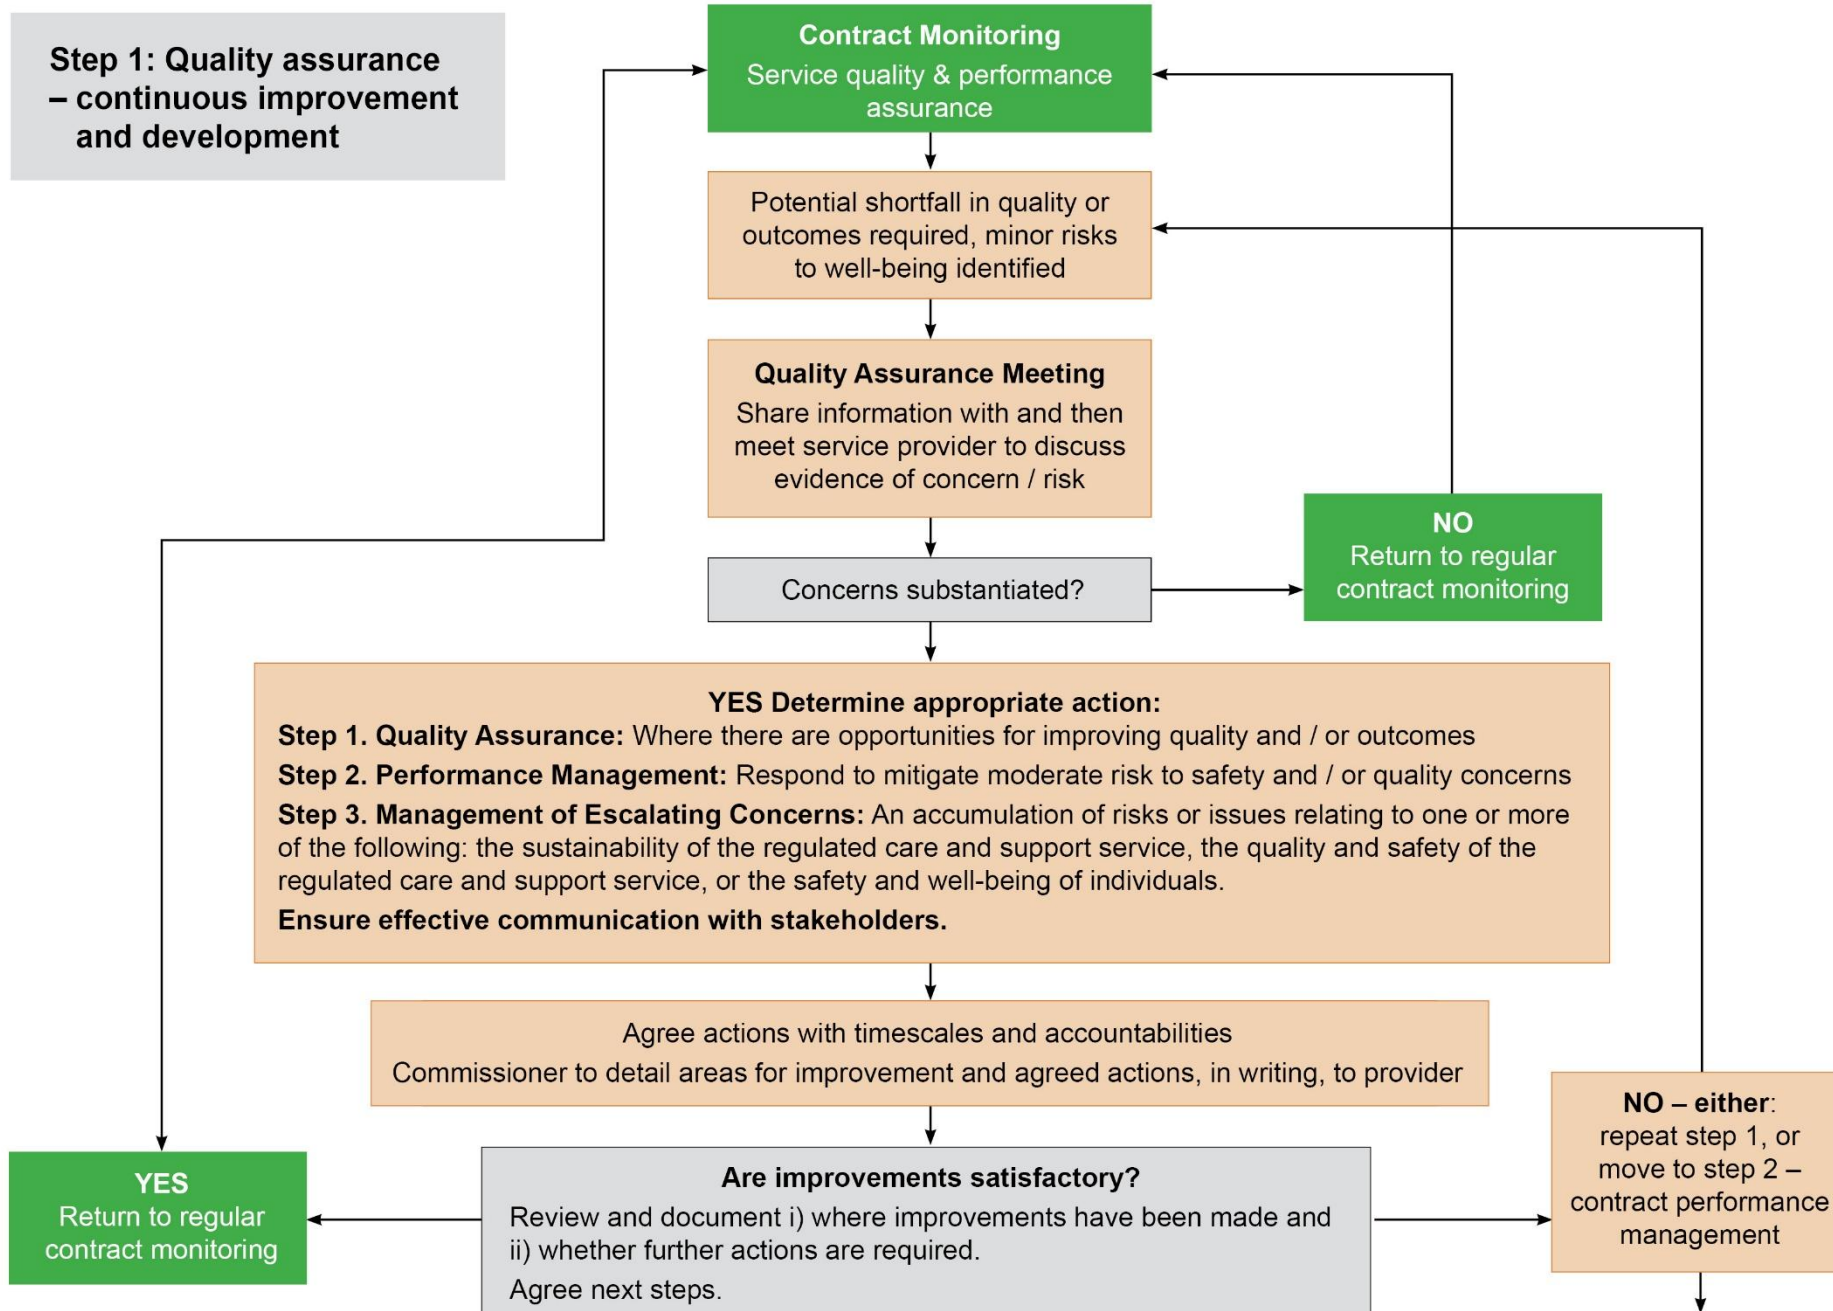 Step 1: Quality assurance
– continuous improvement
and development
Contract Monitoring
Service quality & performance
assurance
Potential shortfall in quality or
outcomes required, minor risks
to well-being identified
Quality Assurance Meeting
Share information with and then
meet service provider to discuss
evidence of concern / risk
Concerns substantiated?
NO
Return to regular
contract monitoring
YES Determine appropriate action:
Step 1. Quality Assurance: Where there are opportunities for improving quality and / or outcomes
Step 2. Performance Management: Respond to mitigate moderate risk to safety and / or quality concerns
Step 3. Management of Escalating Concerns: An accumulation of risks or issues relating to one or more
of the following: the sustainability of the regulated care and support service, the quality and safety of the
regulated care and support service, or the safety and well-being of individuals.
Ensure effective communication with stakeholders.
Agree actions with timescales and accountabilities
Commissioner to detail areas for improvement and agreed actions, in writing, to provider
Are improvements satisfactory?
Review and document i) where improvements have been made and
ii) whether further actions are required.
Agree next steps.
YES
Return to regular
contract monitoring
NO – either:
repeat step 1, or
move to step 2 –
contract performance
management